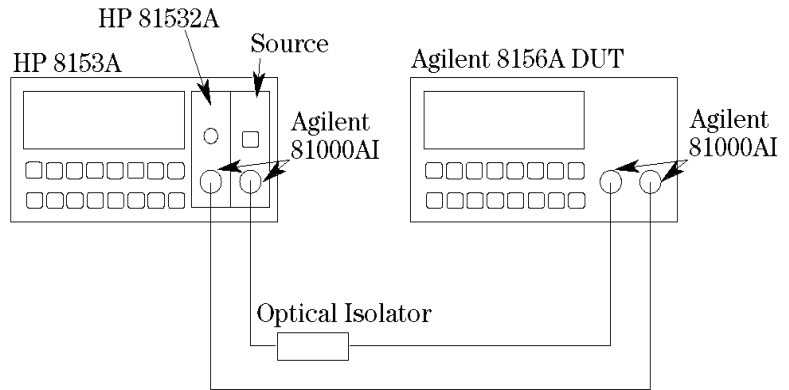 HP 81532A
Source
HP 8153A
Agilent 8156A DUT
Agilent
81000AI
Agilent
81000AI
Optical Isolator